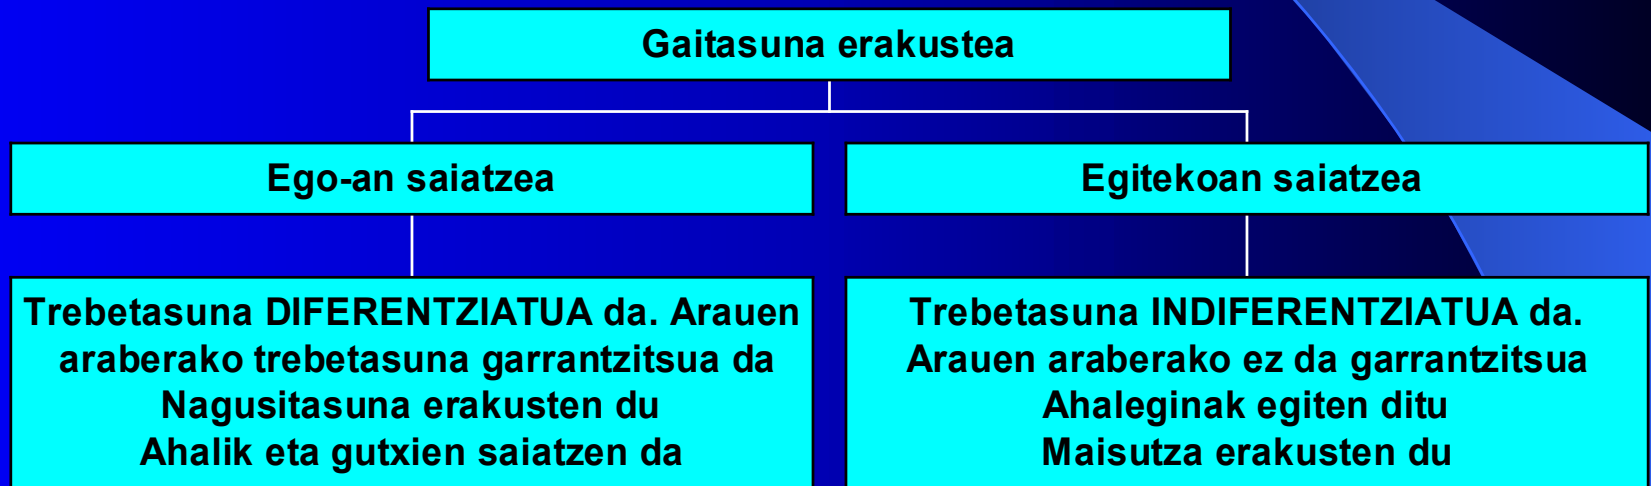 Gaitasuna erakustea
Ego-an saiatzea
Egitekoan saiatzea
Trebetasuna DIFERENTZIATUA da. Arauen
araberako trebetasuna garrantzitsua da
Nagusitasuna erakusten du
Ahalik eta gutxien saiatzen da
Trebetasuna INDIFERENTZIATUA da.
Arauen araberako ez da garrantzitsua
Ahaleginak egiten ditu
Maisutza erakusten du